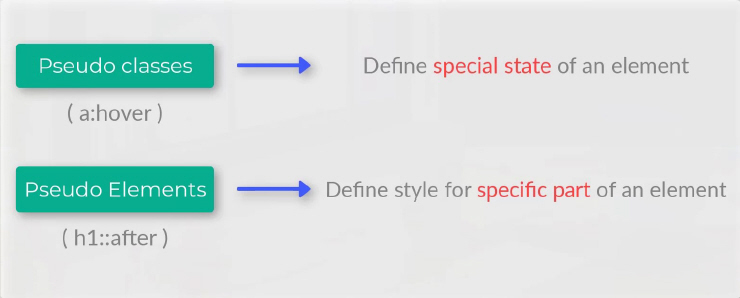 Pseudo classes
Define special state of an element
( a:hover )
Pseudo Elements
Define style for specific part of an element
( h1::after )